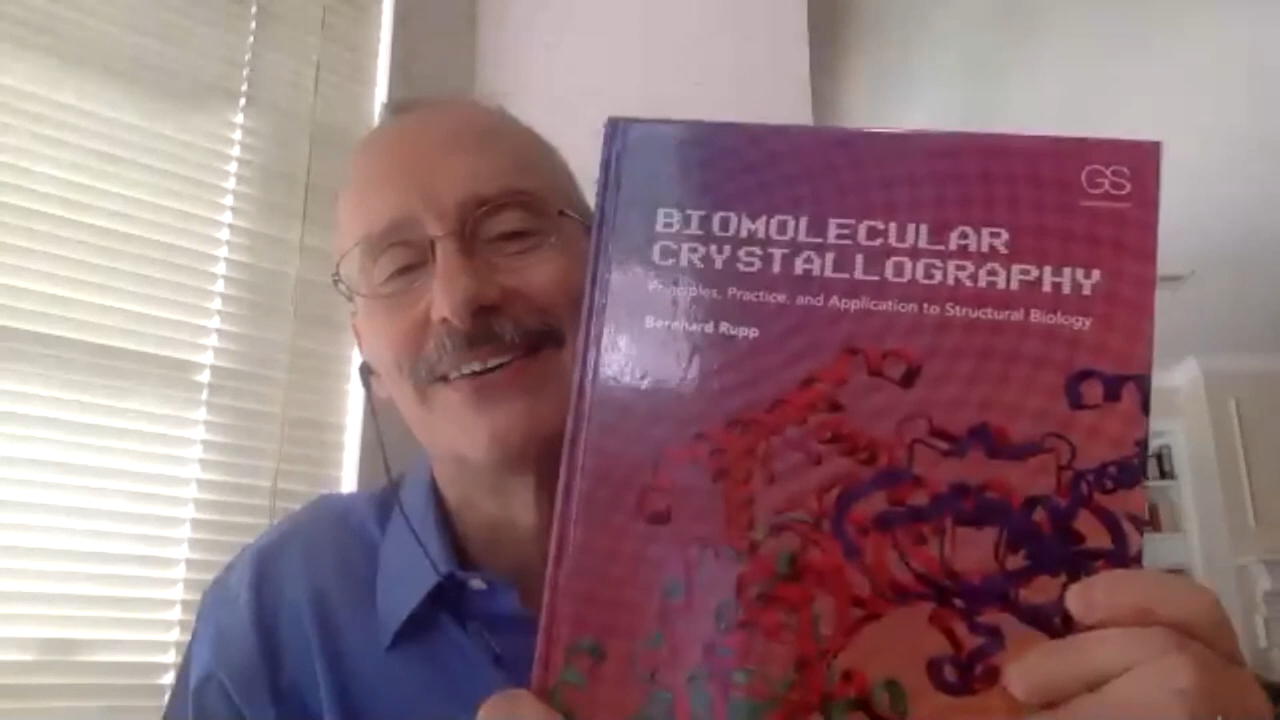 GS
BIOMOLECULAR
CRYSTALLOGRAPHY
Principles, Practice, and Application to Structural Biology
Bernhard Rupp